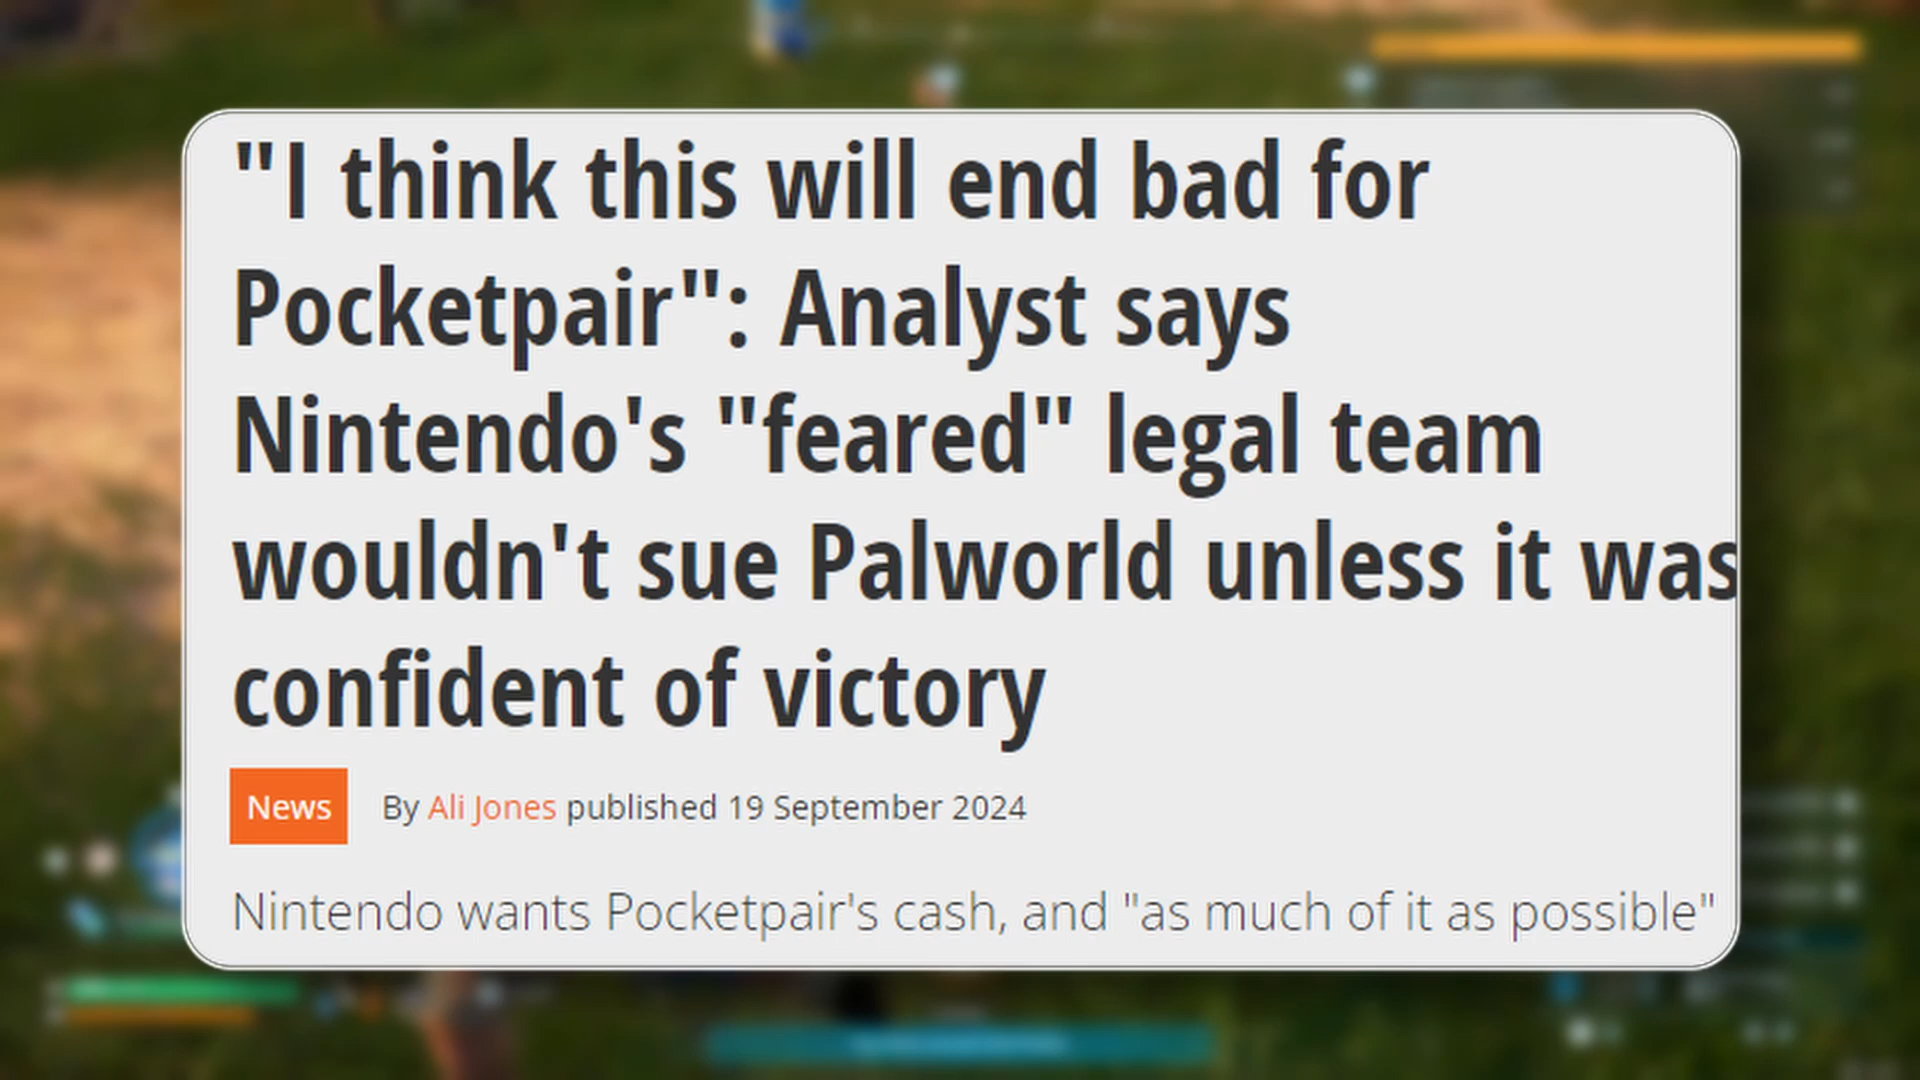 "I think this will end bad for
Pocketpair": Analyst says
Nintendo's "feared" legal team
wouldn't sue Palworld unless it was
confident of victory
News By Ali Jones published 19 September 2024
Nintendo wants Pocketpair's cash, and "as much of it as possible"